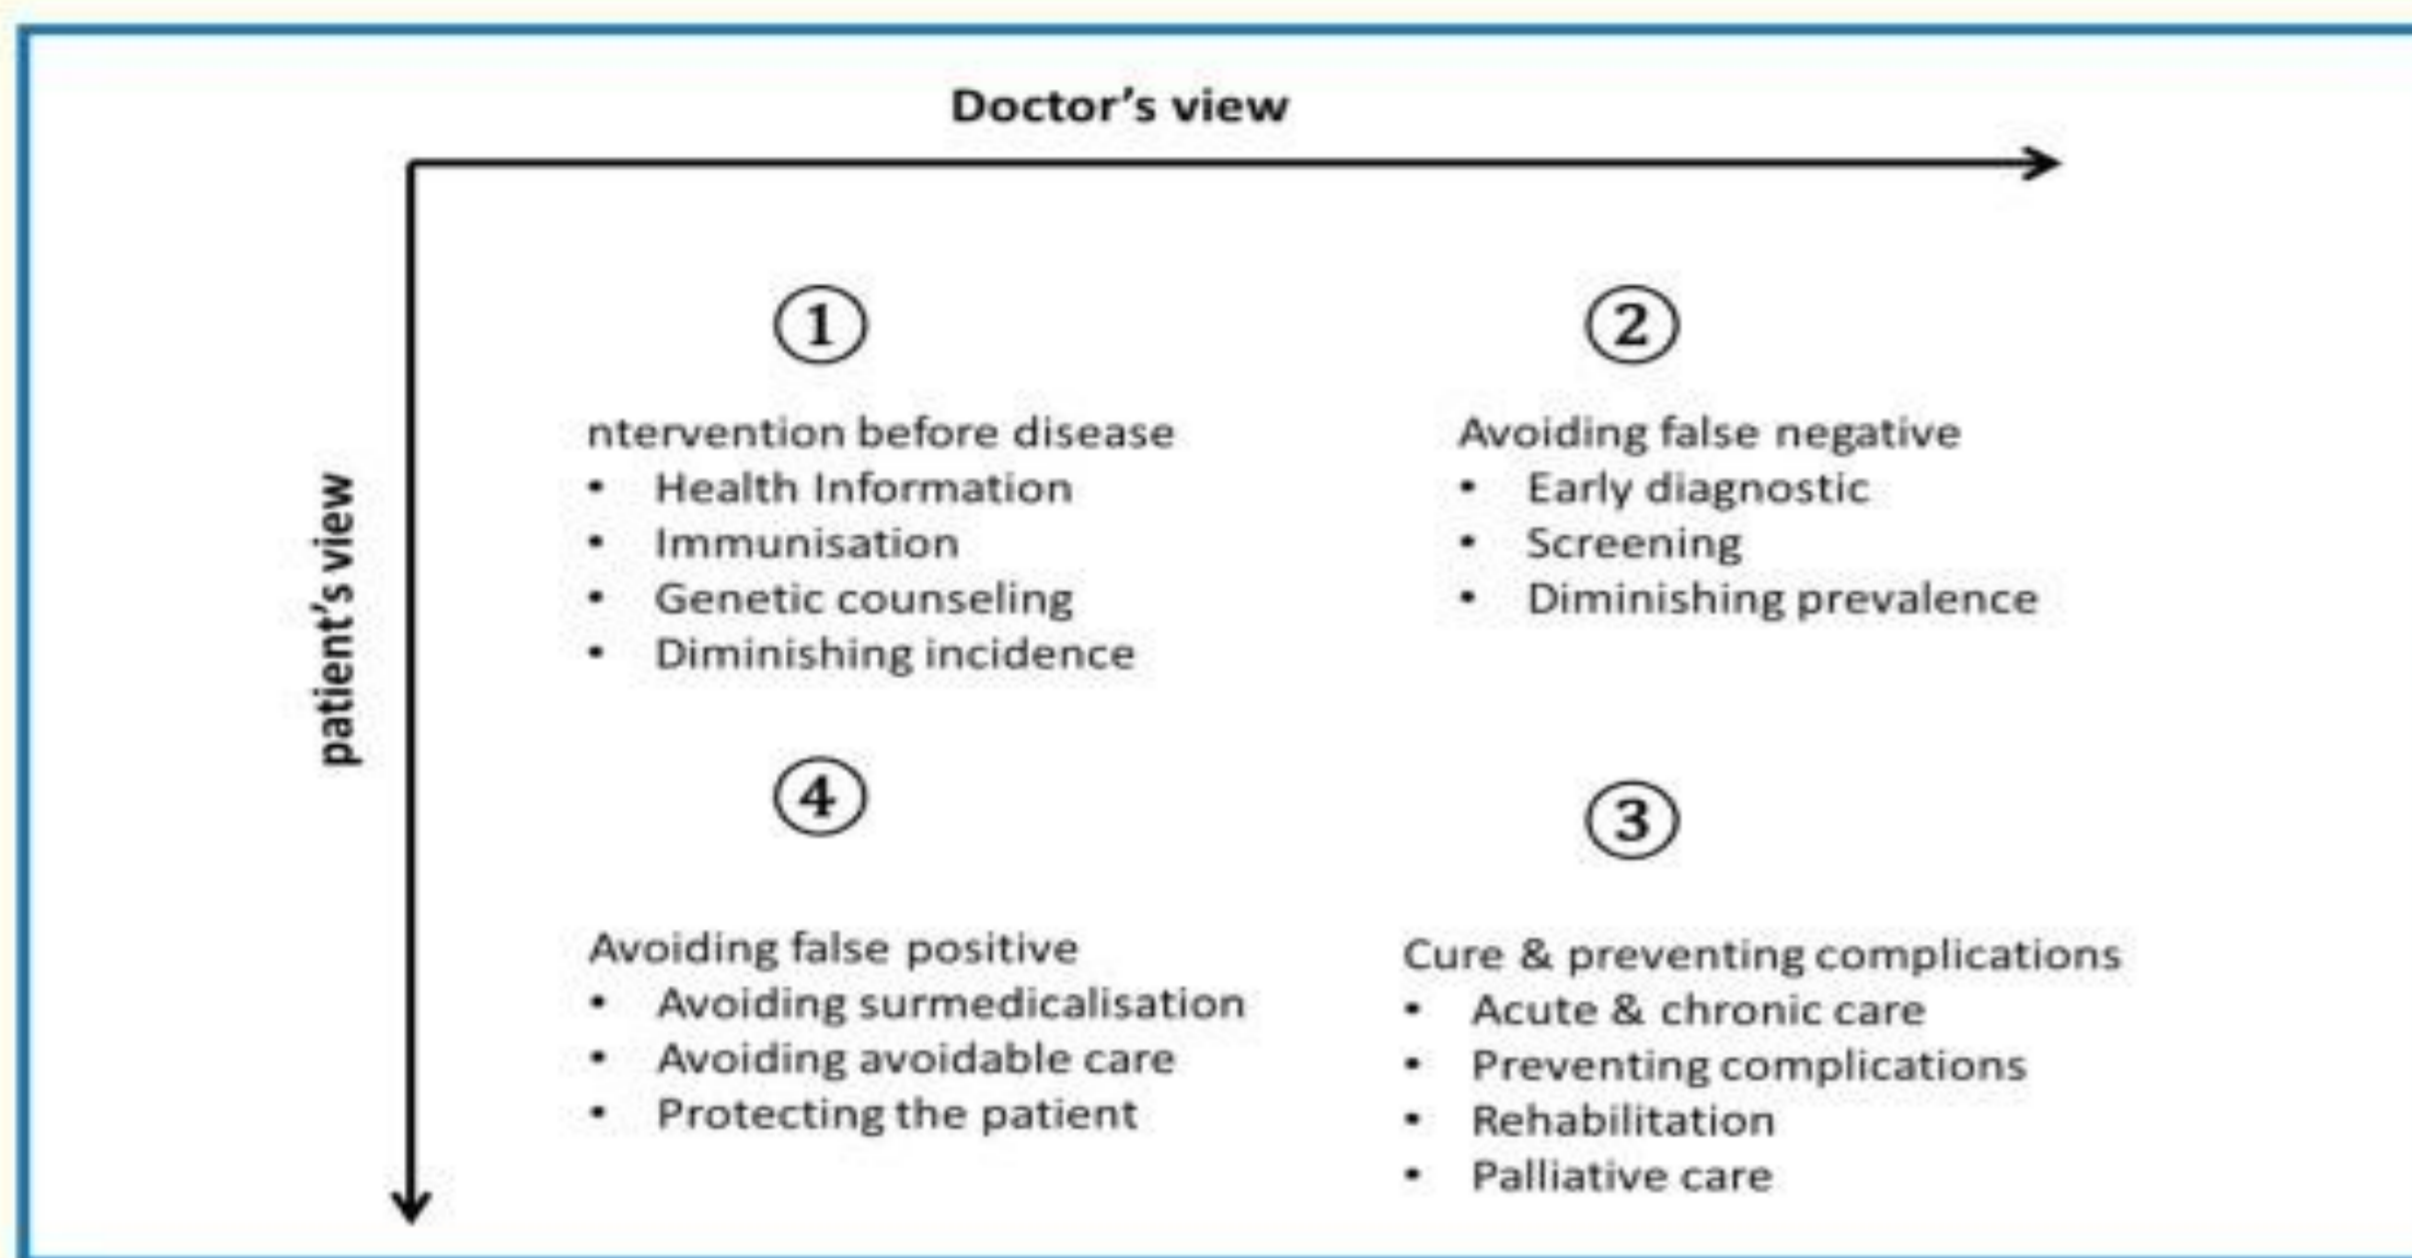 Doctor’s view
patient’s view
①
ntervention before disease
• Health Information
• Immunisation
• Genetic counseling
• Diminishing incidence
②
Avoiding false negative
• Early diagnostic
• Screening
• Diminishing prevalence
④
Avoiding false positive
• Avoiding surmedicalisation
• Avoiding avoidable care
• Protecting the patient
③
Cure & preventing complications
• Acute & chronic care
• Preventing complications
• Rehabilitation
• Palliative care